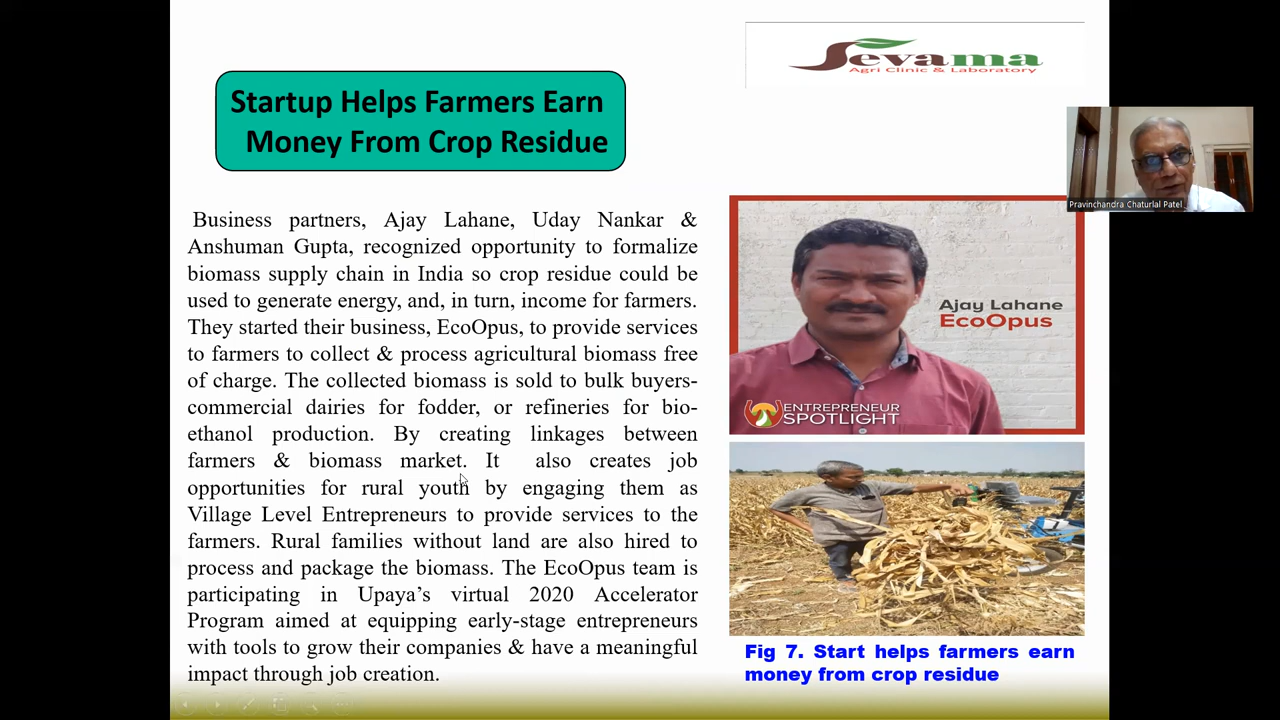 Sevama
Agri Clinic & Laboratory
Startup Helps Farmers Earn
Money From Crop Residue
Pravinchandra Chaturlal Patel
Business partners, Ajay Lahane, Uday Nankar &
Anshuman Gupta, recognized opportunity to formalize
biomass supply chain in India so crop residue could be
used to generate energy, and, in turn, income for farmers.
They started their business, EcoOpus, to provide services
to farmers to collect & process agricultural biomass free
of charge. The collected biomass is sold to bulk buyers-
commercial dairies for fodder, or refineries for bio-
ethanol production. By creating linkages between
farmers & biomass market. It also creates job
opportunities for rural youth by engaging them as
Village Level Entrepreneurs to provide services to the
farmers. Rural families without land are also hired to
process and package the biomass. The EcoOpus team is
participating in Upaya’s virtual 2020 Accelerator
Program aimed at equipping early-stage entrepreneurs
with tools to grow their companies & have a meaningful
impact through job creation.
Ajay Lahane
EcoOpus
ENTREPRENEUR
SPOTLIGHT
Fig 7. Start helps farmers earn
money from crop residue